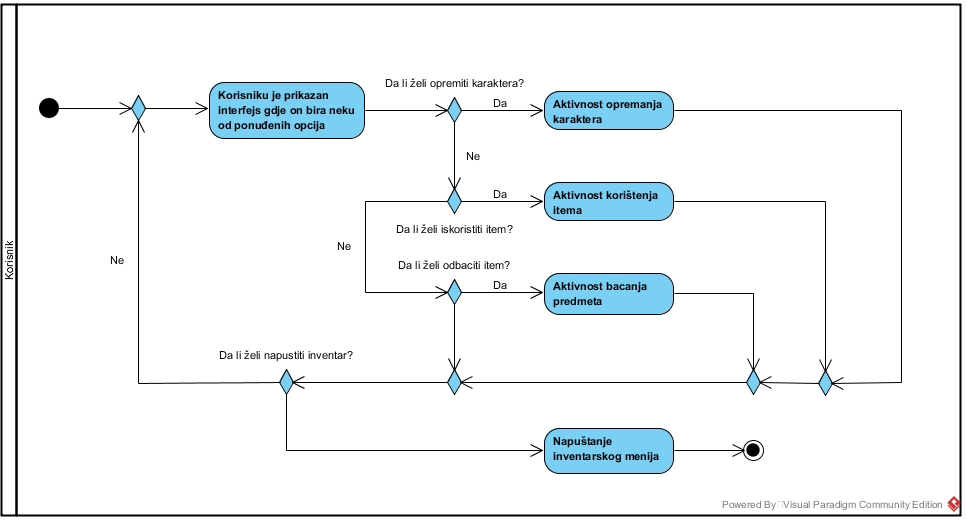 Korisnik
Da li želi opremiti karaktera?
Korisniku je prikazan
interfejs gdje on bira neku
od ponuđenih opcija
Da
Aktivnost opremanja
karaktera
Ne
Da
Aktivnost korištenja
itema
Da li želi iskoristiti item?
Ne
Ne
Da li želi odbaciti item?
Da
Aktivnost bacanja
predmeta
Da li želi napustiti inventar?
Napuštanje
inventarskog menija
Powered By Visual Paradigm Community Edition